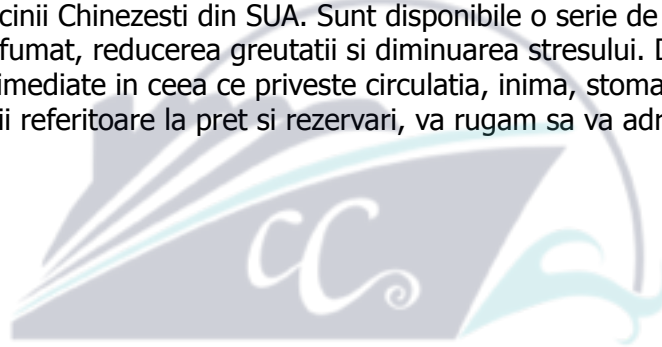 cinii Chinezesti din SUA. Sunt disponibile o serie de
fumat, reducerea greutatii si diminuarea stresului. D
imediate in ceea ce priveste circulatia, inima, stoma
ii referitoare la pret si rezervari, va rugam sa va adr
CC